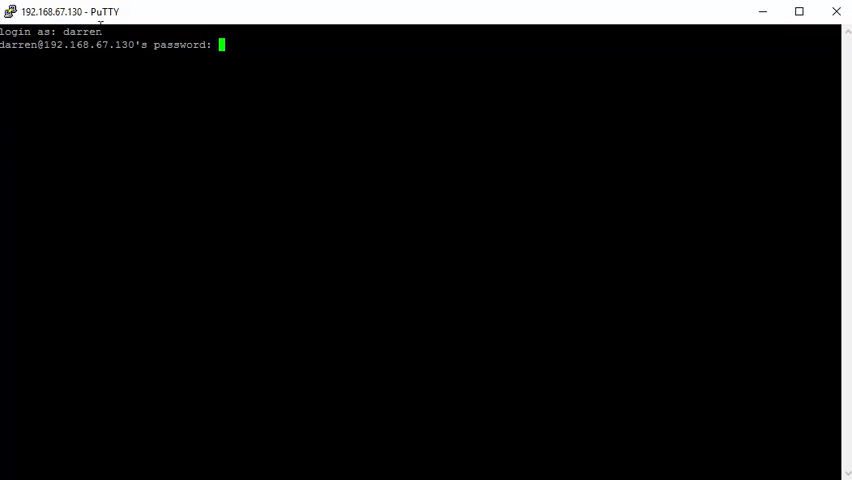 192.168.67.130 - PuTTY
login as: darren
darren@192.168.67.130's password: